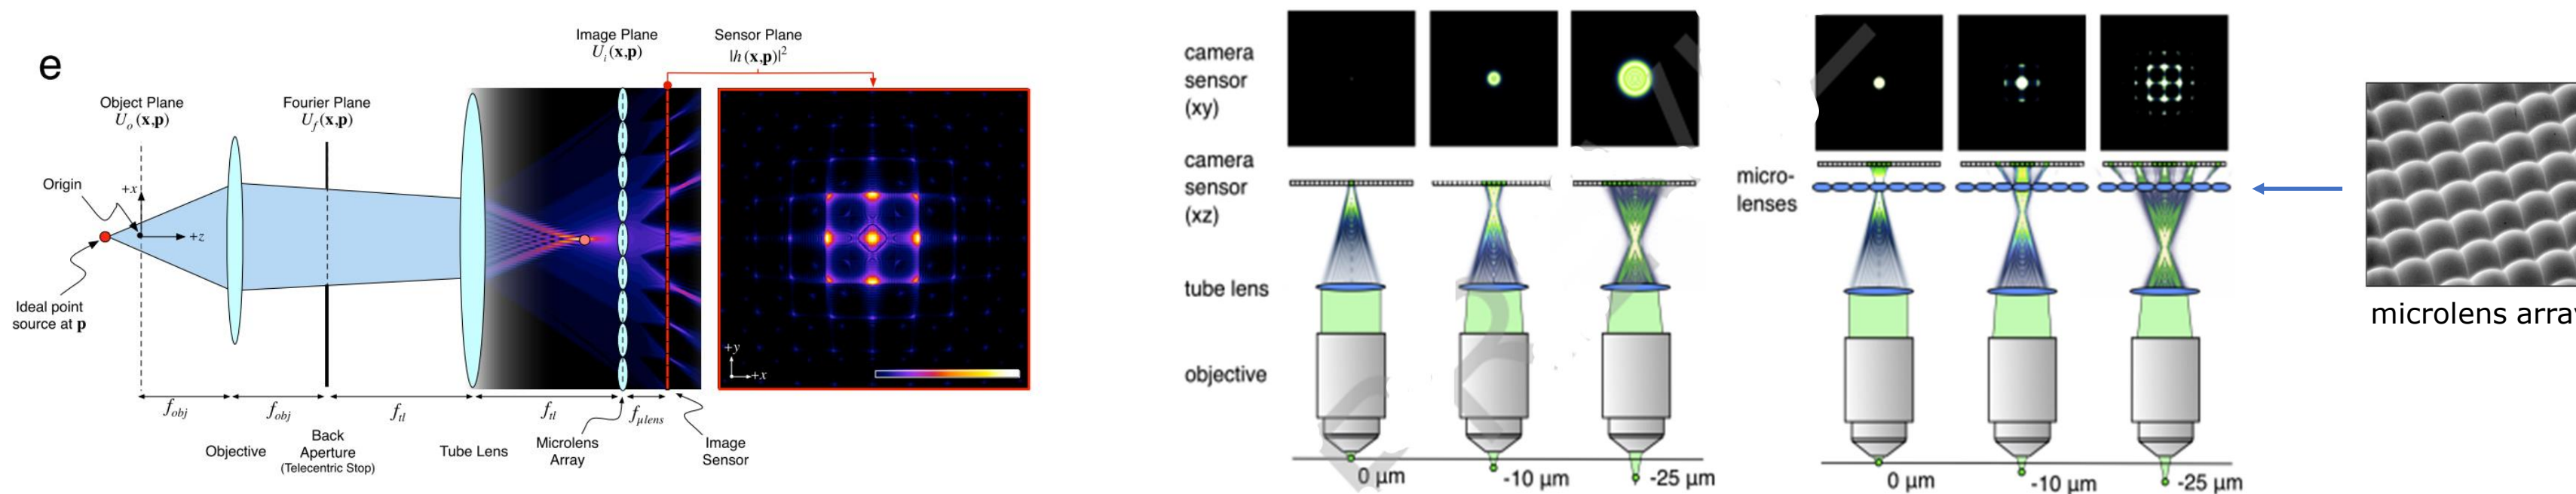 e
Object Plane
U_o (x,p)
Fourier Plane
U_f(x,p)
Image Plane
U_i(x,p)
Sensor Plane
|h(x,p)|²
Origin
+x
+z
Ideal point
source at p
f_obj
f_obj
f_tl
f_tl
f_μlens
Objective
Back
Aperture
(Telecentric Stop)
Tube Lens
Microlens
Array
Image
Sensor
+y
+x
camera
sensor
(xy)
camera
sensor
(xz)
tube lens
objective
0 μm
-10 μm
-25 μm
micro-
lenses
0 μm
-10 μm
-25 μm
microlens array